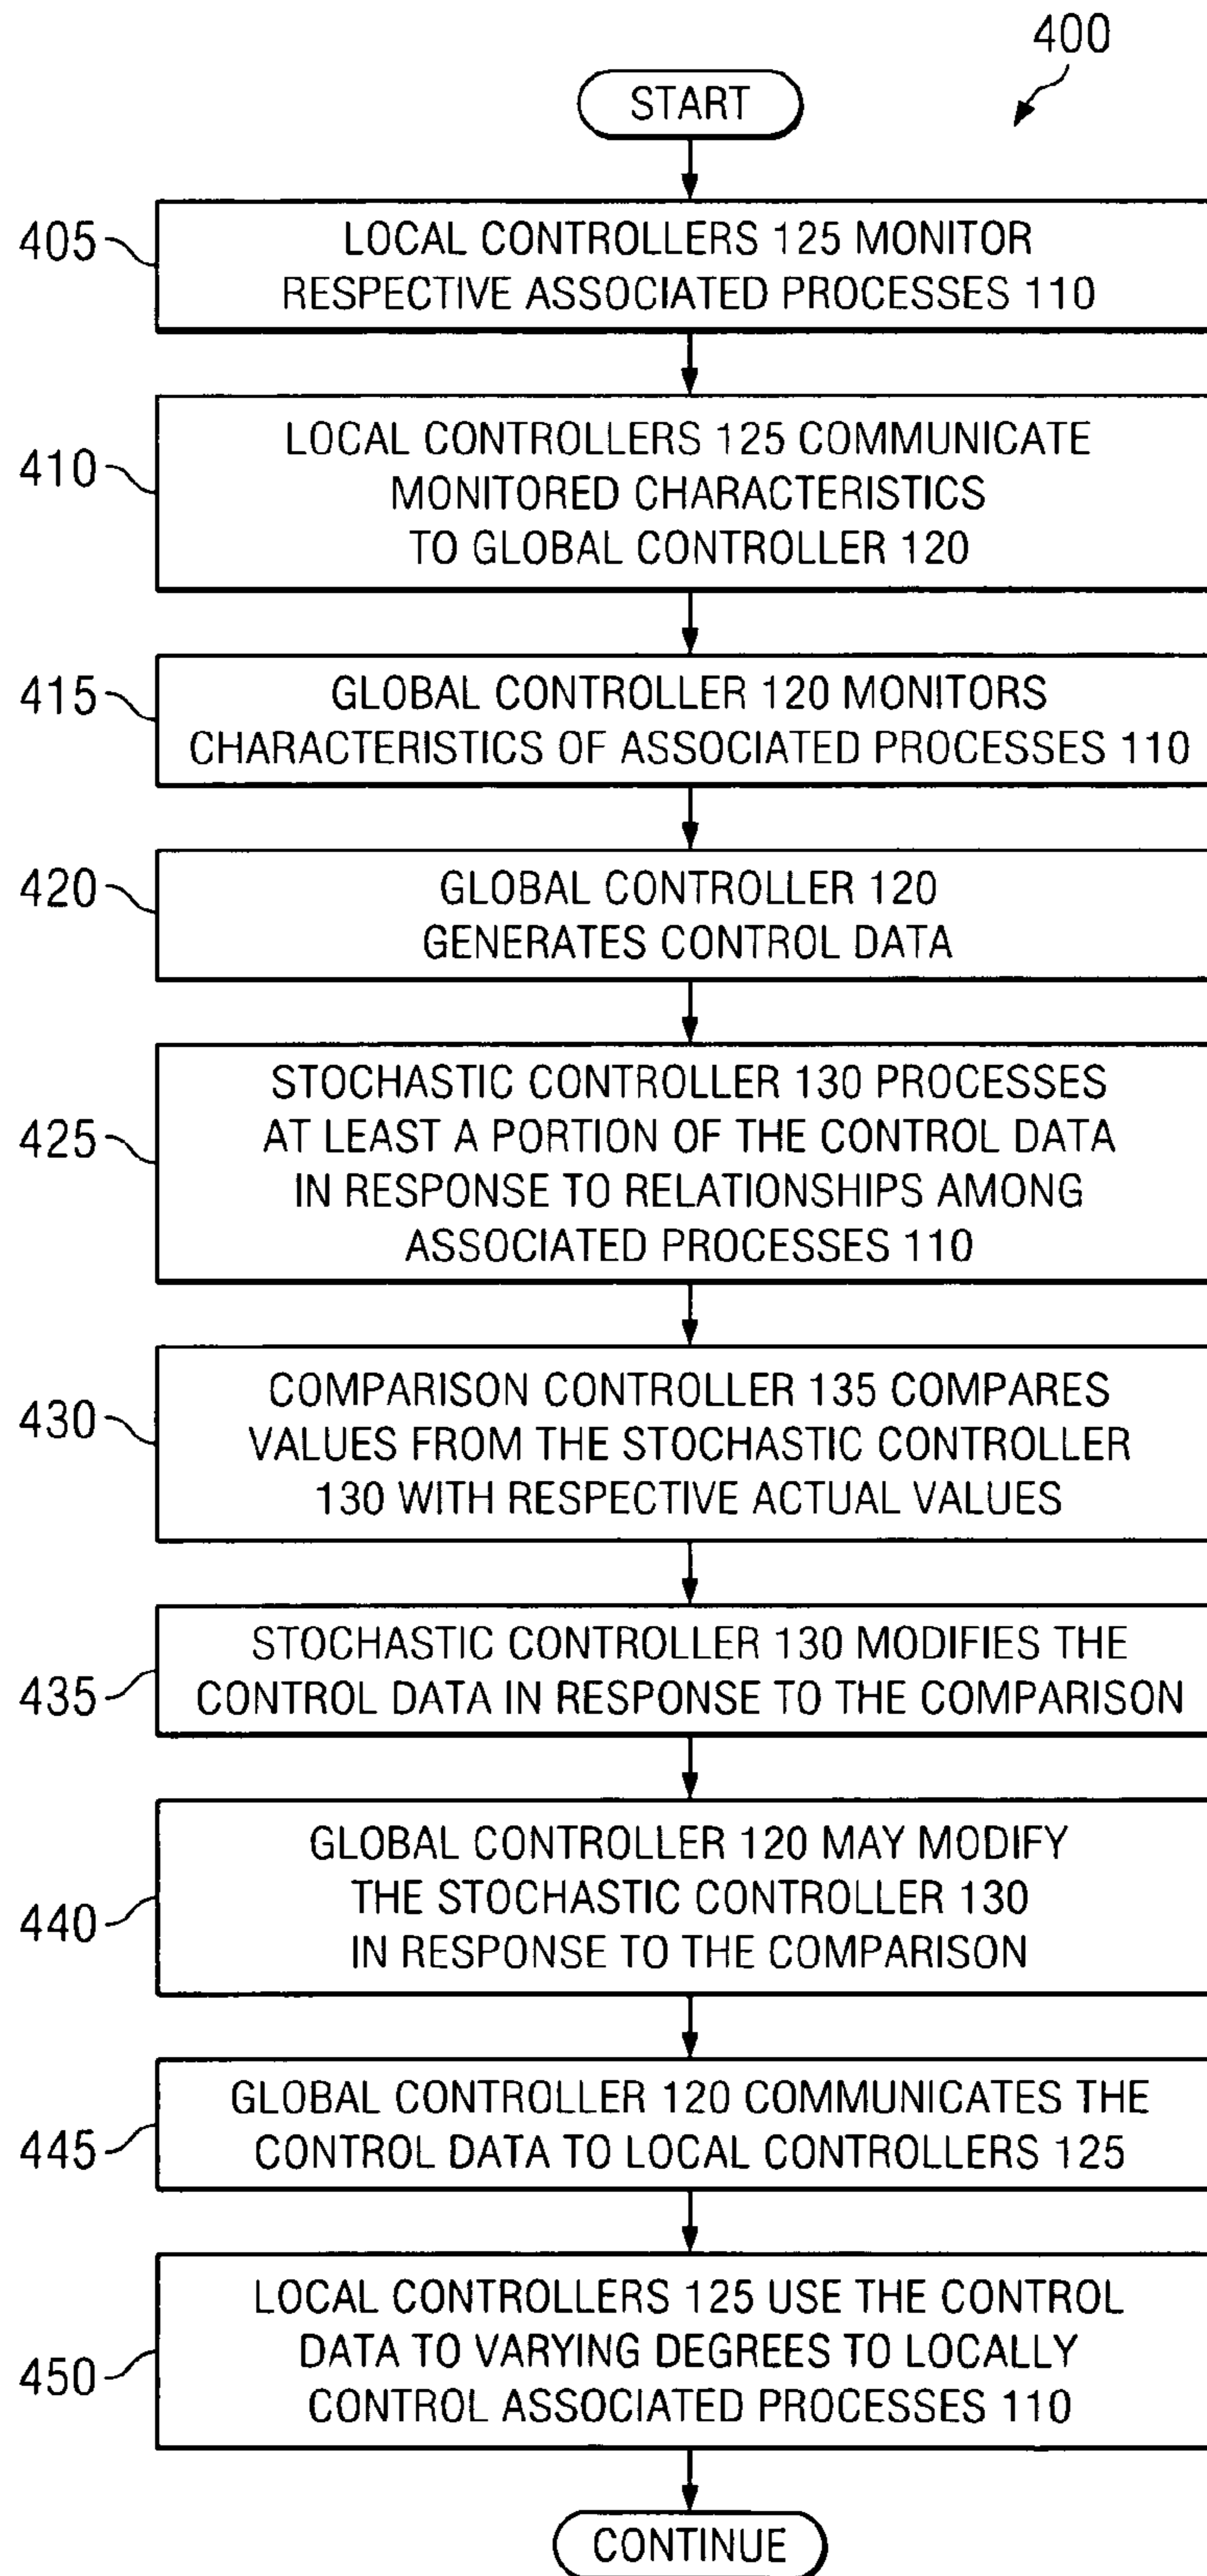 400
START
405
LOCAL CONTROLLERS 125 MONITOR
RESPECTIVE ASSOCIATED PROCESSES 110
410
LOCAL CONTROLLERS 125 COMMUNICATE
MONITORED CHARACTERISTICS
TO GLOBAL CONTROLLER 120
415
GLOBAL CONTROLLER 120 MONITORS
CHARACTERISTICS OF ASSOCIATED PROCESSES 110
420
GLOBAL CONTROLLER 120
GENERATES CONTROL DATA
425
STOCHASTIC CONTROLLER 130 PROCESSES
AT LEAST A PORTION OF THE CONTROL DATA
IN RESPONSE TO RELATIONSHIPS AMONG
ASSOCIATED PROCESSES 110
430
COMPARISON CONTROLLER 135 COMPARES
VALUES FROM THE STOCHASTIC CONTROLLER
130 WITH RESPECTIVE ACTUAL VALUES
435
STOCHASTIC CONTROLLER 130 MODIFIES THE
CONTROL DATA IN RESPONSE TO THE COMPARISON
440
GLOBAL CONTROLLER 120 MAY MODIFY
THE STOCHASTIC CONTROLLER 130
IN RESPONSE TO THE COMPARISON
445
GLOBAL CONTROLLER 120 COMMUNICATES THE
CONTROL DATA TO LOCAL CONTROLLERS 125
450
LOCAL CONTROLLERS 125 USE THE CONTROL
DATA TO VARYING DEGREES TO LOCALLY
CONTROL ASSOCIATED PROCESSES 110
CONTINUE